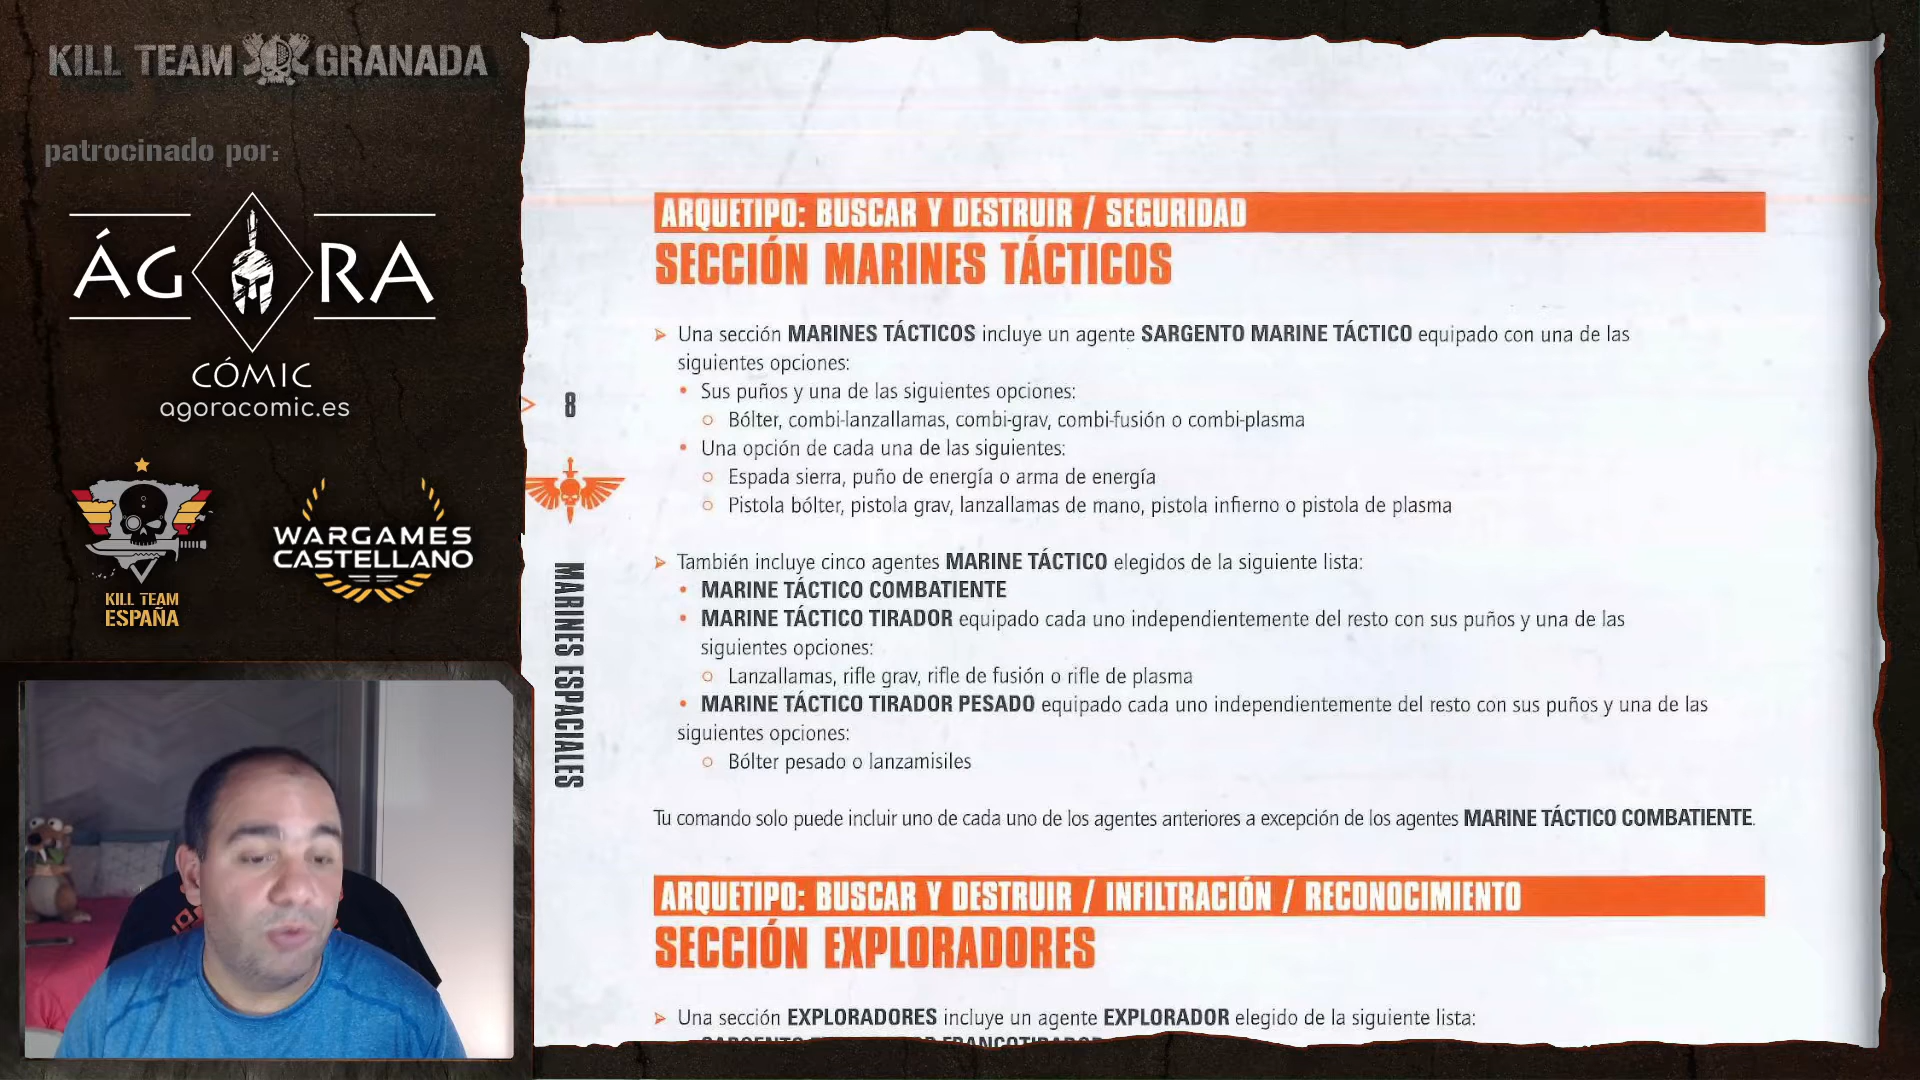 KILL TEAM GRANADA
patrocinado por:
ÁGORA
CÓMIC
agoracomic.es
KILL TEAM
ESPAÑA
WARGAMES
CASTELLANO
8
MARINES ESPACIALES
ARQUETIPO: BUSCAR Y DESTRUIR / SEGURIDAD
SECCIÓN MARINES TÁCTICOS
Una sección MARINES TÁCTICOS incluye un agente SARGENTO MARINE TÁCTICO equipado con una de las
siguientes opciones:
• Sus puños y una de las siguientes opciones:
○ Bólter, combi-lanzallamas, combi-grav, combi-fusión o combi-plasma
• Una opción de cada una de las siguientes:
○ Espada sierra, puño de energía o arma de energía
○ Pistola bólter, pistola grav, lanzallamas de mano, pistola infierno o pistola de plasma
También incluye cinco agentes MARINE TÁCTICO elegidos de la siguiente lista:
• MARINE TÁCTICO COMBATIENTE
• MARINE TÁCTICO TIRADOR equipado cada uno independientemente del resto con sus puños y una de las
siguientes opciones:
○ Lanzallamas, rifle grav, rifle de fusión o rifle de plasma
• MARINE TÁCTICO TIRADOR PESADO equipado cada uno independientemente del resto con sus puños y una de las
siguientes opciones:
○ Bólter pesado o lanzamisiles
Tu comando solo puede incluir uno de cada uno de los agentes anteriores a excepción de los agentes MARINE TÁCTICO COMBATIENTE.
ARQUETIPO: BUSCAR Y DESTRUIR / INFILTRACIÓN / RECONOCIMIENTO
SECCIÓN EXPLORADORES
Una sección EXPLORADORES incluye un agente EXPLORADOR elegido de la siguiente lista: